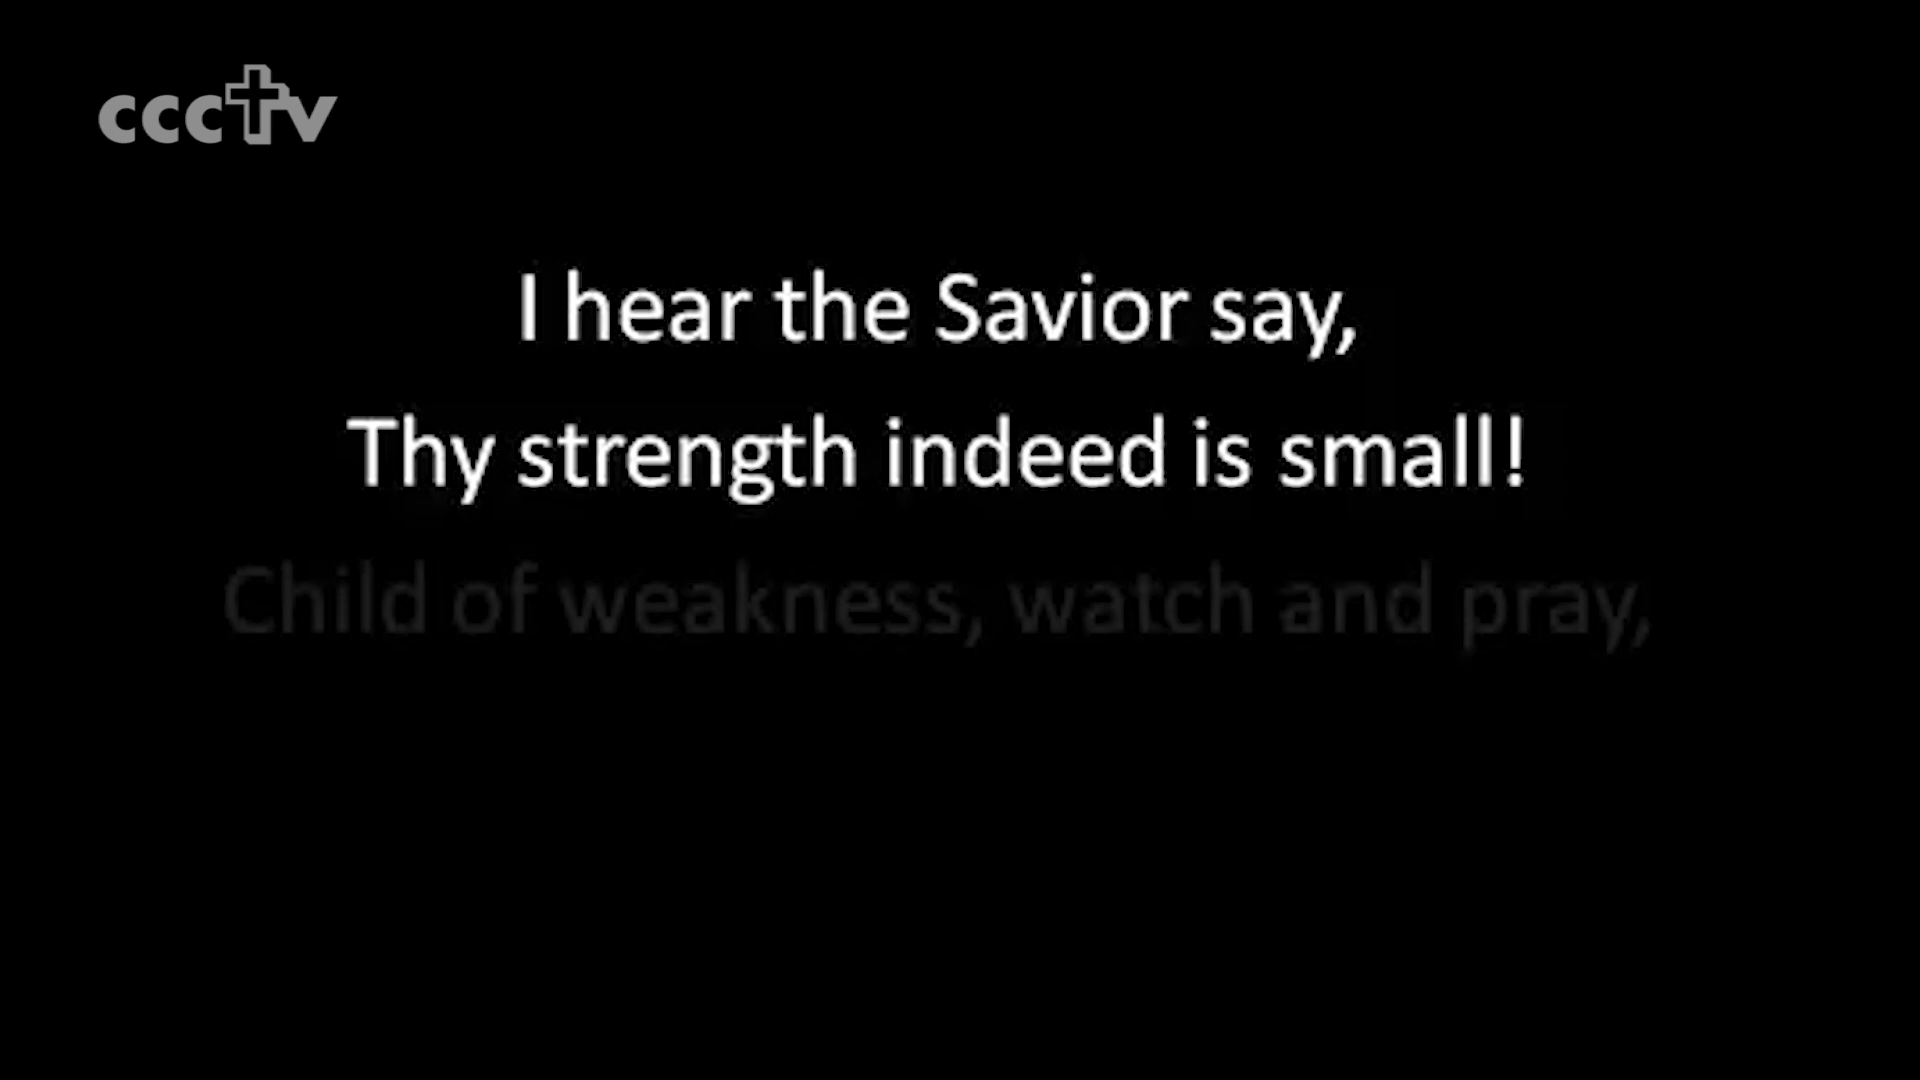 ccctv
I hear the Savior say,
Thy strength indeed is small!
Child of weakness, watch and pray,